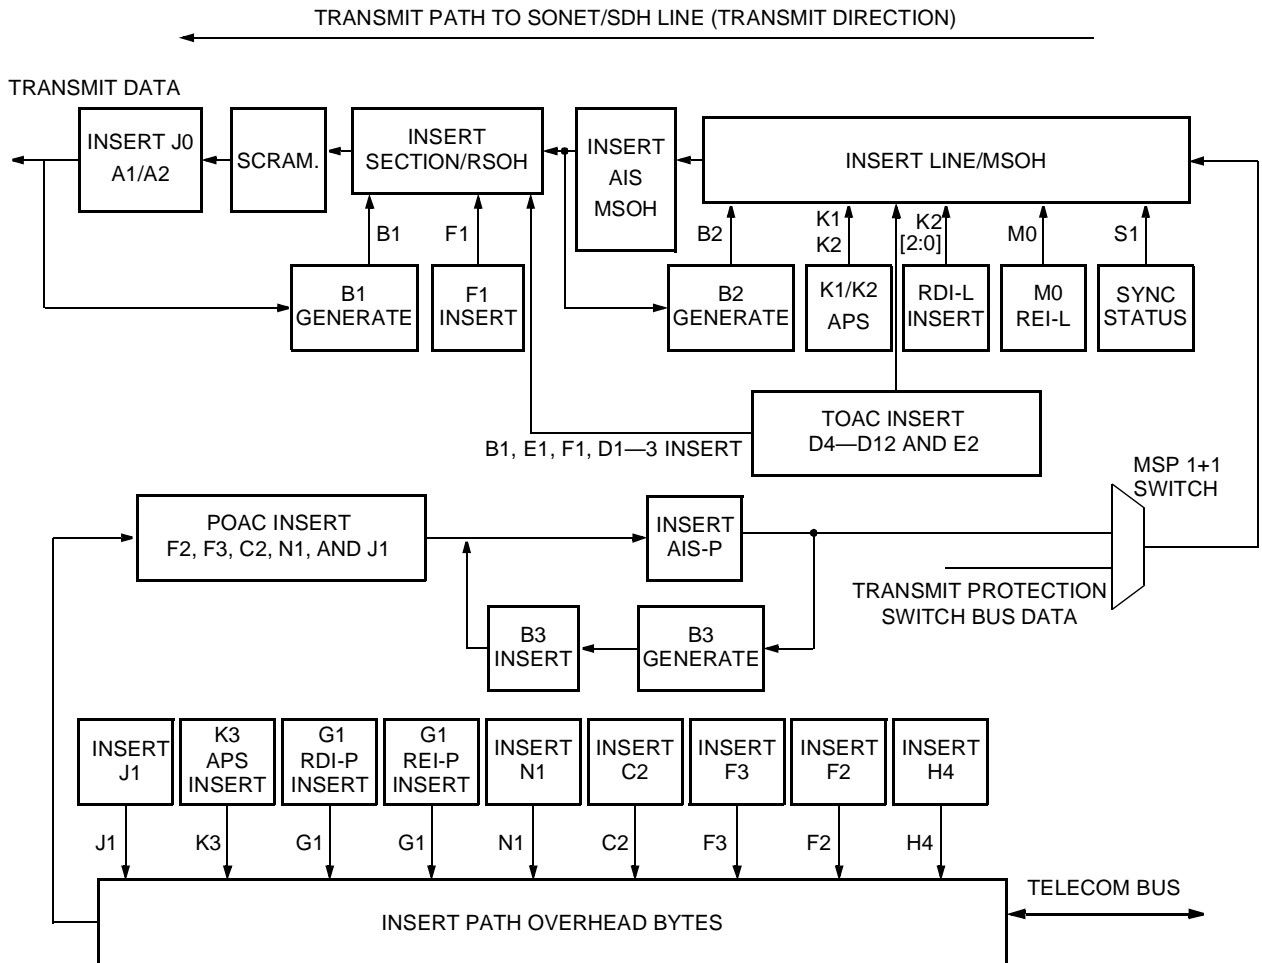 TRANSMIT PATH TO SONET/SDH LINE (TRANSMIT DIRECTION)
TRANSMIT DATA
INSERT J0
A1/A2
SCRAM.
INSERT
SECTION/RSOH
INSERT
AIS
MSOH
INSERT LINE/MSOH
B1
F1
B2
K1
K2
K2
[2:0]
M0
S1
B1
GENERATE
F1
INSERT
B2
GENERATE
K1/K2
APS
RDI-L
INSERT
M0
REI-L
SYNC
STATUS
TOAC INSERT
D4—D12 AND E2
B1, E1, F1, D1—3 INSERT
MSP 1+1
SWITCH
POAC INSERT
F2, F3, C2, N1, AND J1
INSERT
AIS-P
TRANSMIT PROTECTION
SWITCH BUS DATA
B3
INSERT
B3
GENERATE
INSERT
J1
K3
APS
INSERT
G1
RDI-P
INSERT
G1
REI-P
INSERT
INSERT
N1
INSERT
C2
INSERT
F3
INSERT
F2
INSERT
H4
J1
K3
G1
G1
N1
C2
F3
F2
H4
TELECOM BUS
INSERT PATH OVERHEAD BYTES